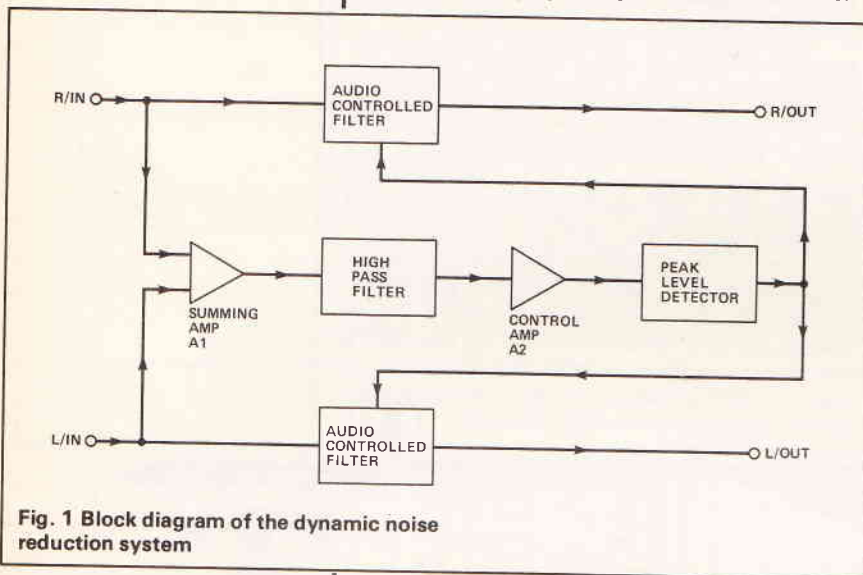 AUDIO
CONTROLLED
FILTER
R/IN
R/OUT
HIGH
PASS
FILTER
PEAK
LEVEL
DETECTOR
SUMMING
AMP
A1
CONTROL
AMP
A2
L/IN
AUDIO
CONTROLLED
FILTER
L/OUT
Fig. 1 Block diagram of the dynamic noise
reduction system